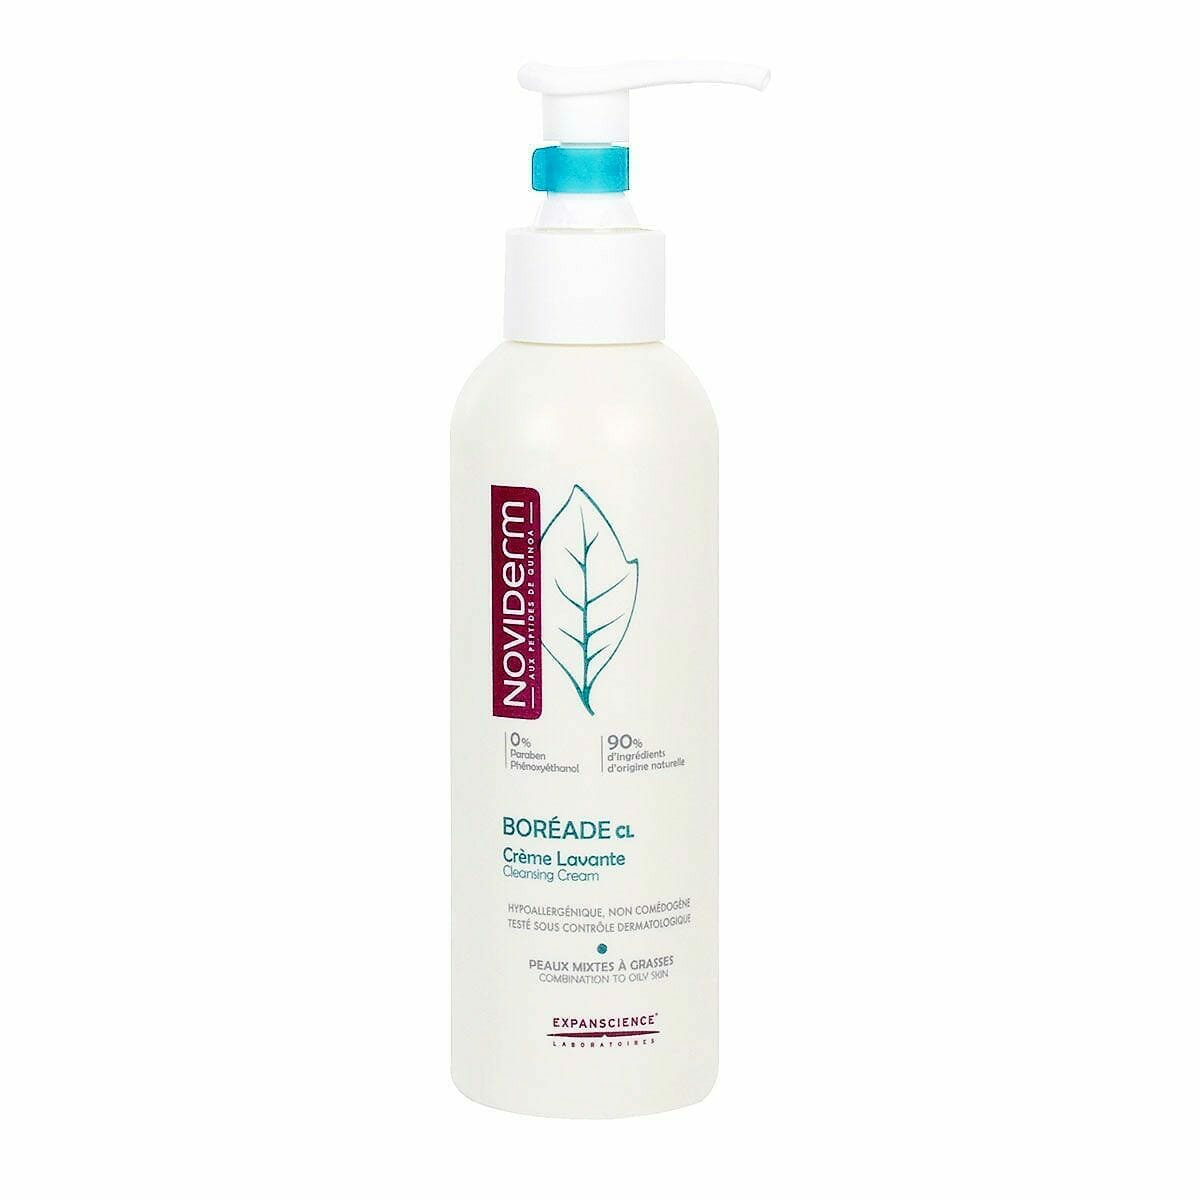 NOVIDerm
AUX PEPTIDES DE QUINOA
0%
Paraben
Phénoxyéthanol
90%
d'ingrédients
d'origine naturelle
BORÉADE CL
Crème Lavante
Cleansing Cream
HYPOALLERGÉNIQUE, NON COMÉDOGÈNE
TESTÉ SOUS CONTRÔLE DERMATOLOGIQUE
PEAUX MIXTES À GRASSES
COMBINATION TO OILY SKIN
EXPANSCIENCE®
LABORATOIRES